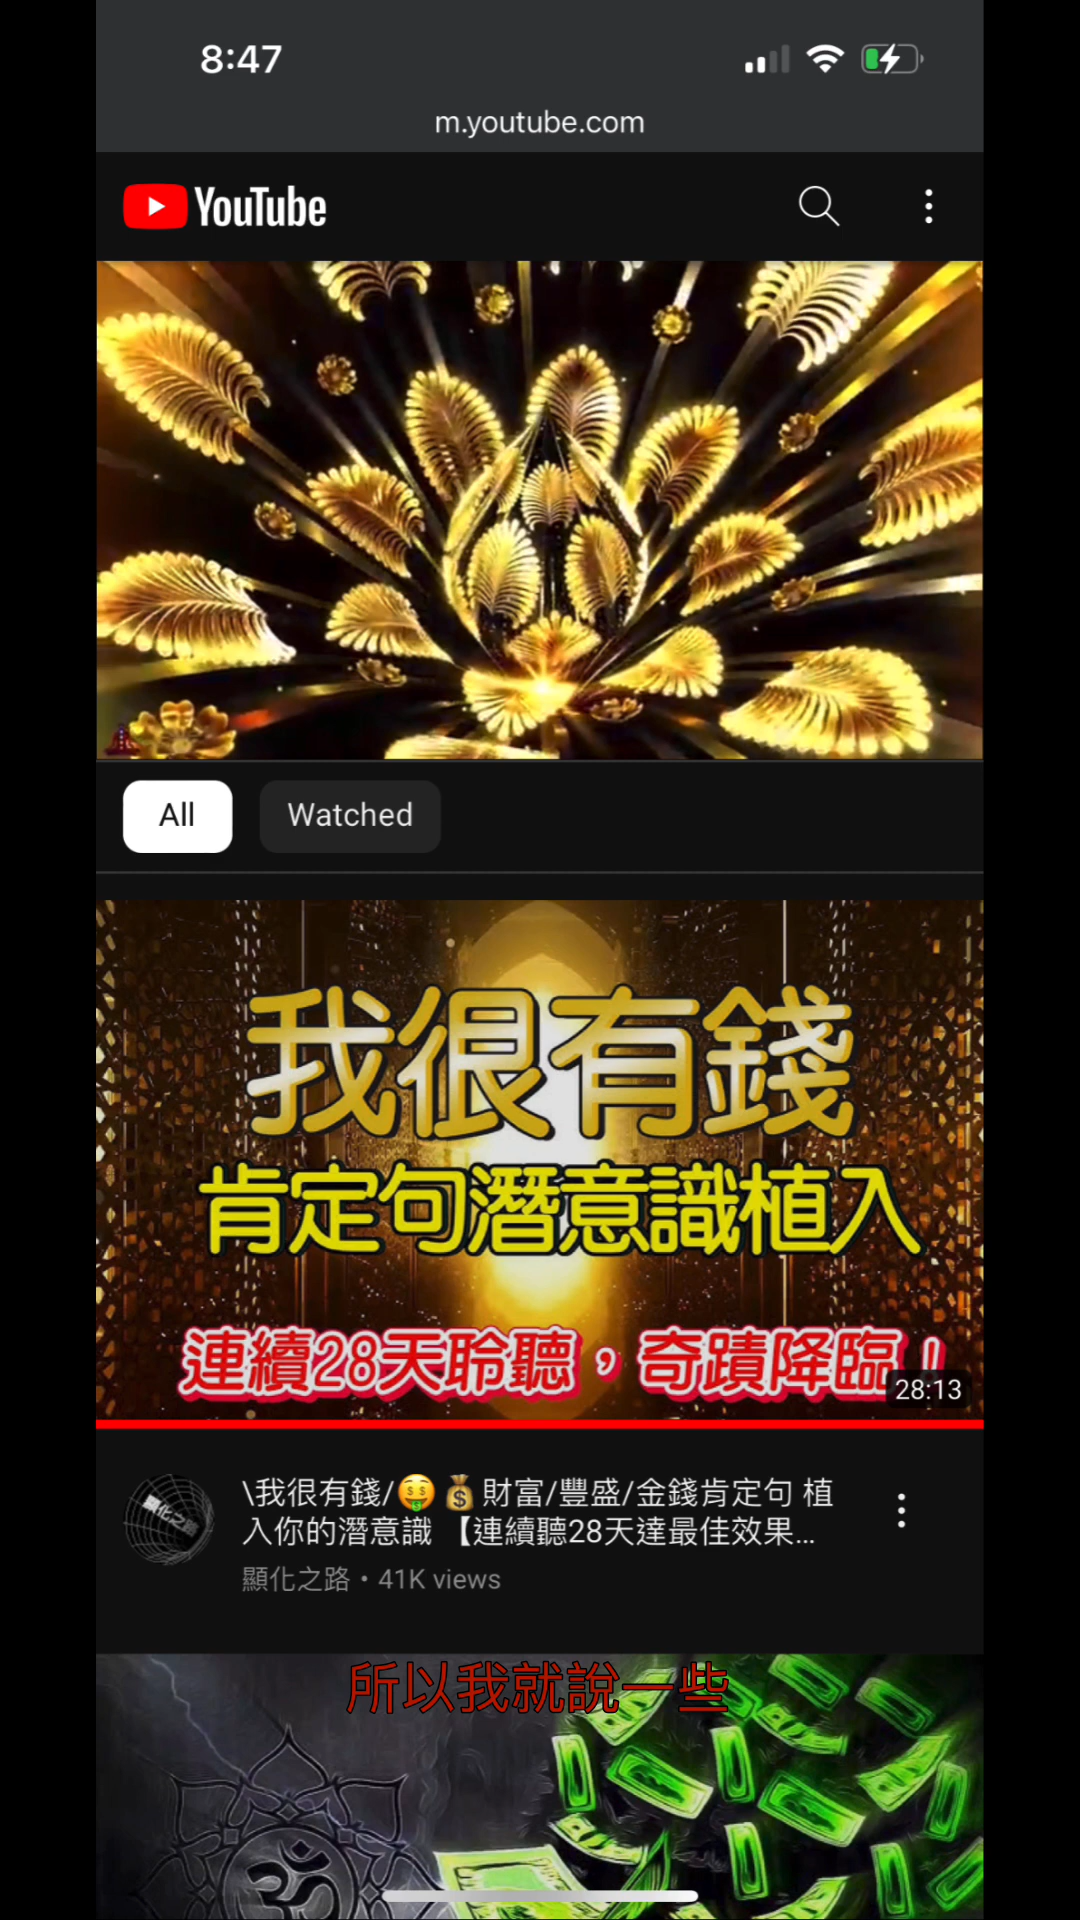 8:47
m.youtube.com
YouTube
All
Watched
我很有錢
肯定句潛意識植入
連續28天聆聽，奇蹟降臨！
28:13
\我很有錢/🤑💰財富/豐盛/金錢肯定句 植
入你的潛意識 【連續聽28天達最佳效果...
顯化之路 • 41K views
顯化之路
所以我就說一些